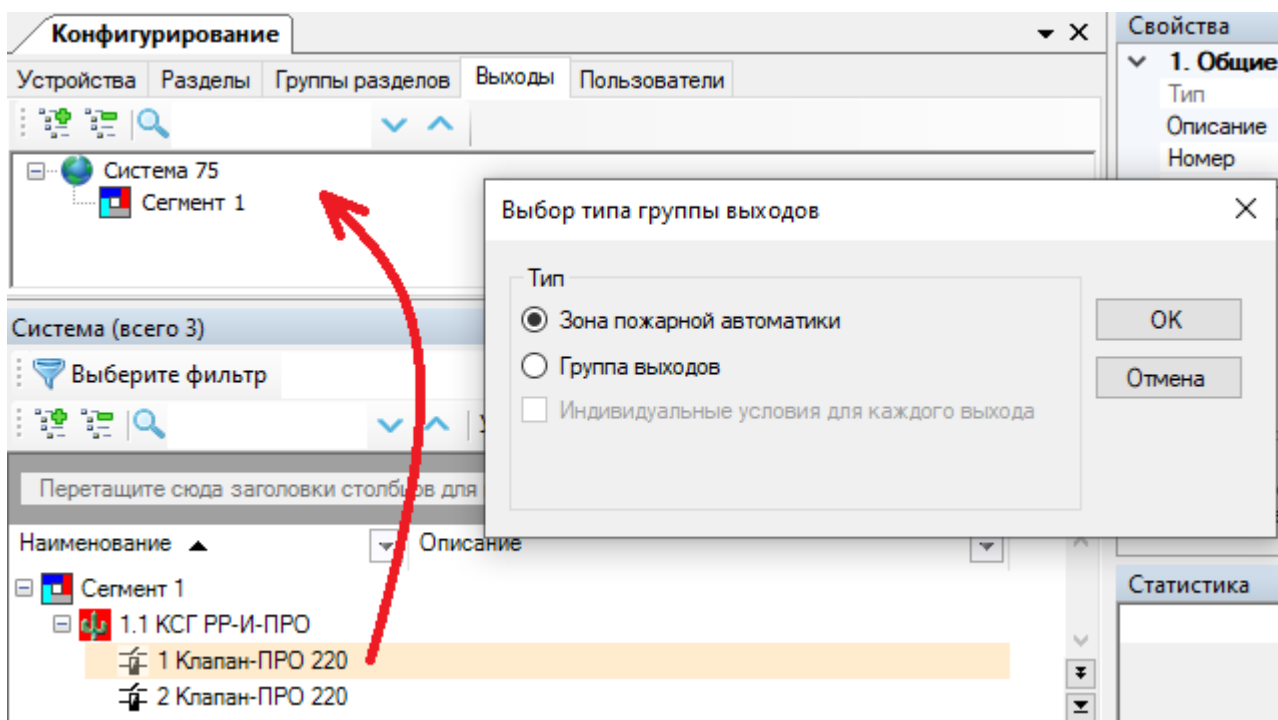 Конфигурирование
Устройства Разделы Группы разделов Выходы Пользователи
Система 75
Сегмент 1
Свойства
1. Общие
Тип
Описание
Номер
Выбор типа группы выходов
Тип
Зона пожарной автоматики
Группа выходов
Индивидуальные условия для каждого выхода
OK
Отмена
Система (всего 3)
Выберите фильтр
Перетащите сюда заголовки столбцов для
Наименование Описание
Сегмент 1
1.1 КСГ РР-И-ПРО
1 Клапан-ПРО 220
2 Клапан-ПРО 220
Статистика